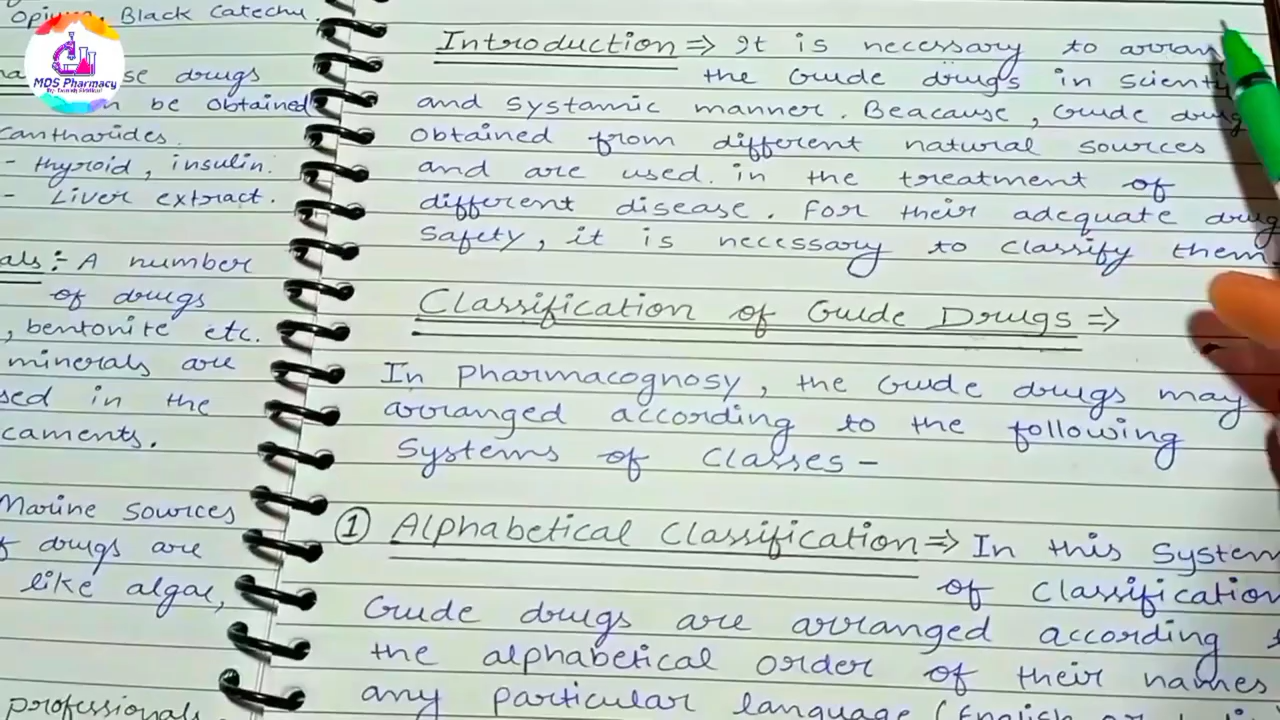 Opium, Black Catechu.
MDS Pharmacy
se drugs
be obtained
Cantharides.
- thyroid, insulin.
- Liver extract.
als :- A number
of drugs
, bentonite etc.
minerals are
sed in the
caments.
Marine sources
drugs are
like algae,
professionals
Introduction ⇒ It is necessary to arran
the Crude drugs in scienti
and systamic manner. Beacause, Crude drug
obtained from different natural sources
and are used. in the treatment of
different disease. For their adequate drug
safety, it is necessary to classify them.
Classification of Crude Drugs ⇒
In Pharmacognosy, the Crude drugs may
arranged according to the following
Systems of Classes -
① Alphabetical Classification ⇒ In this System
of Classification
Crude drugs are arranged according
the alphabetical order of their names
any particular language (English or